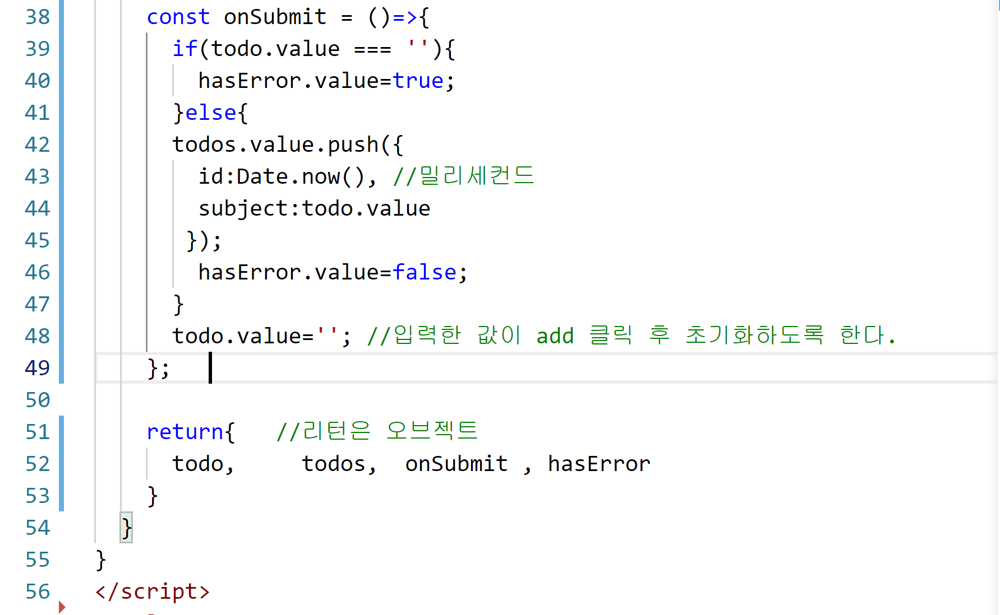 38 const onSubmit = ()=>{
39 if(todo.value === ''){
40 hasError.value=true;
41 }else{
42 todos.value.push({
43 id:Date.now(), //밀리세컨드
44 subject:todo.value
45 });
46 hasError.value=false;
47 }
48 todo.value=''; //입력한 값이 add 클릭 후 초기화하도록 한다.
49 };
50
51 return{ //리턴은 오브젝트
52 todo, todos, onSubmit , hasError
53 }
54 }
55 }
56 </script>